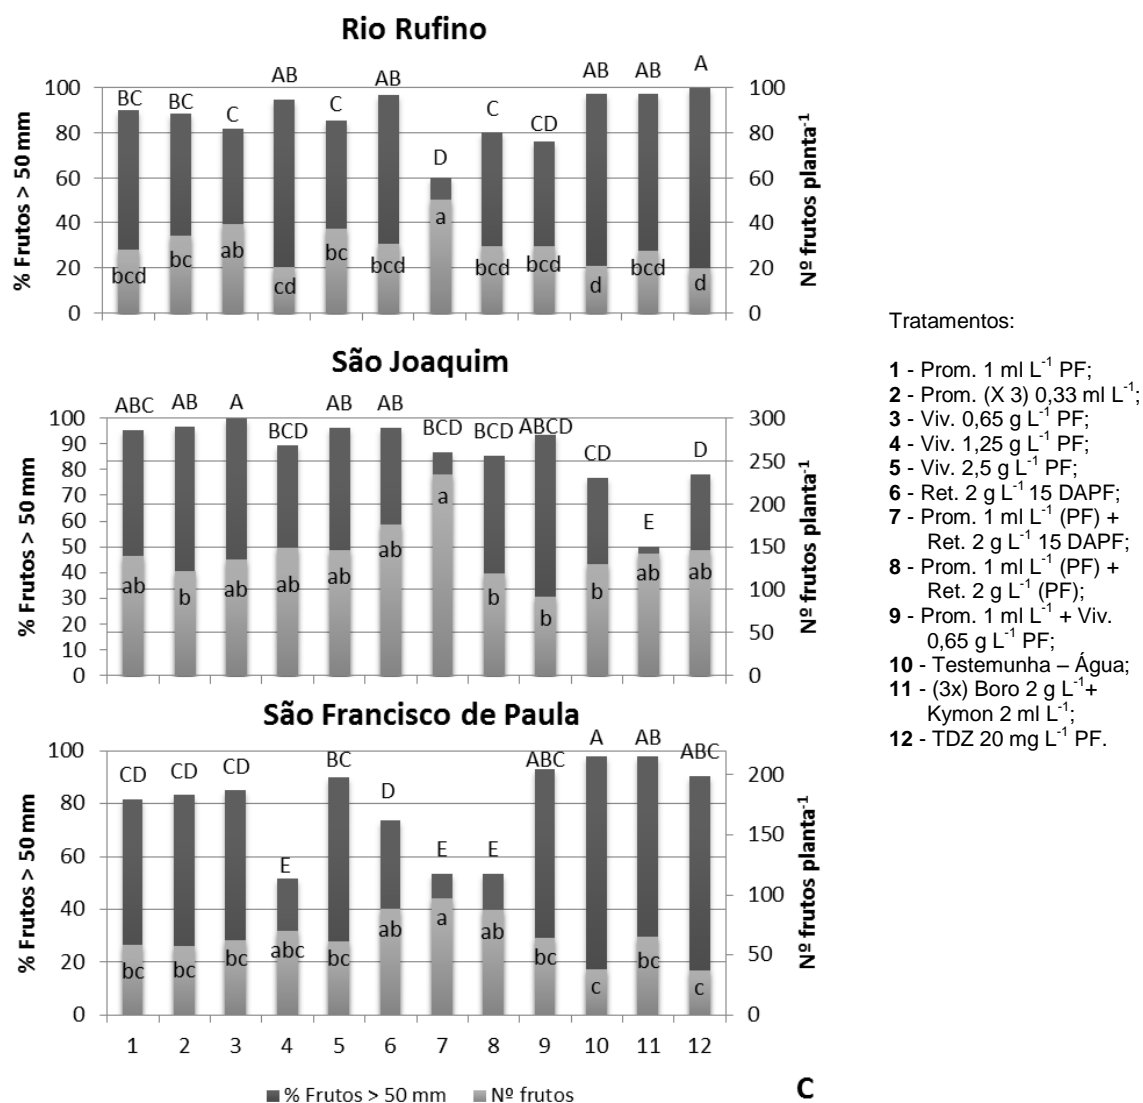 Rio Rufino
% Frutos > 50 mm
100
80
60
40
20
0
BC BC C AB C AB D C CD AB AB A
bcd bc ab cd bc bcd a bcd bcd d bcd d
100
80
60
40
20
0
Nº frutos planta⁻¹
São Joaquim
% Frutos > 50 mm
100
90
80
70
60
50
40
30
20
10
0
ABC AB A BCD AB AB BCD BCD ABCD CD E D
ab b ab ab ab ab a b b b ab ab
300
250
200
150
100
50
0
Nº frutos planta⁻¹
São Francisco de Paula
% Frutos > 50 mm
100
80
60
40
20
0
CD CD CD E BC D E E ABC A AB ABC
bc bc bc abc bc ab a ab bc c bc c
200
150
100
50
0
Nº frutos planta⁻¹
1 2 3 4 5 6 7 8 9 10 11 12
% Frutos > 50 mm Nº frutos
C
Tratamentos:
1 - Prom. 1 ml L⁻¹ PF;
2 - Prom. (X 3) 0,33 ml L⁻¹;
3 - Viv. 0,65 g L⁻¹ PF;
4 - Viv. 1,25 g L⁻¹ PF;
5 - Viv. 2,5 g L⁻¹ PF;
6 - Ret. 2 g L⁻¹ 15 DAPF;
7 - Prom. 1 ml L⁻¹ (PF) +
Ret. 2 g L⁻¹ 15 DAPF;
8 - Prom. 1 ml L⁻¹ (PF) +
Ret. 2 g L⁻¹ (PF);
9 - Prom. 1 ml L⁻¹ + Viv.
0,65 g L⁻¹ PF;
10 - Testemunha – Água;
11 - (3x) Boro 2 g L⁻¹+
Kymon 2 ml L⁻¹;
12 - TDZ 20 mg L⁻¹ PF.